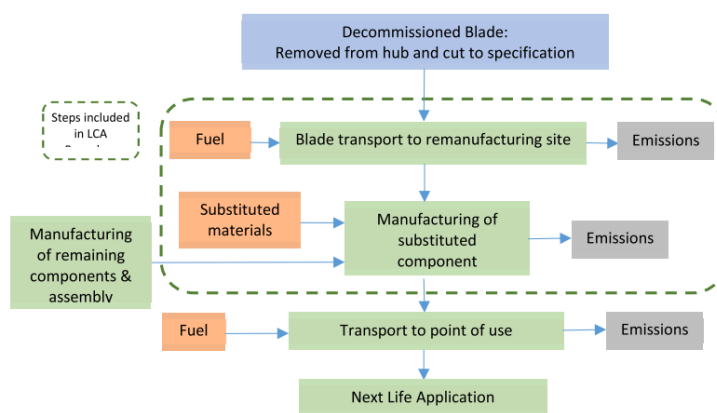 Decommissioned Blade:
Removed from hub and cut to specification
Steps included
in LCA
Fuel
Blade transport to remanufacturing site
Emissions
Substituted
materials
Manufacturing of
substituted
component
Emissions
Manufacturing
of remaining
components &
assembly
Fuel
Transport to point of use
Emissions
Next Life Application